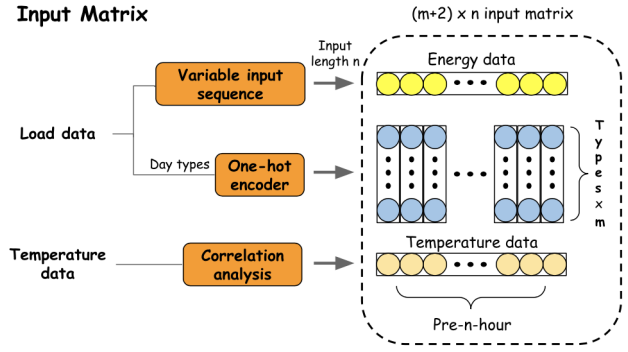 Input Matrix
(m+2) x n input matrix
Input
length n
Variable input
sequence
Energy data
Load data
Day types
One-hot
encoder
Types x m
Temperature
data
Correlation
analysis
Temperature data
Pre-n-hour